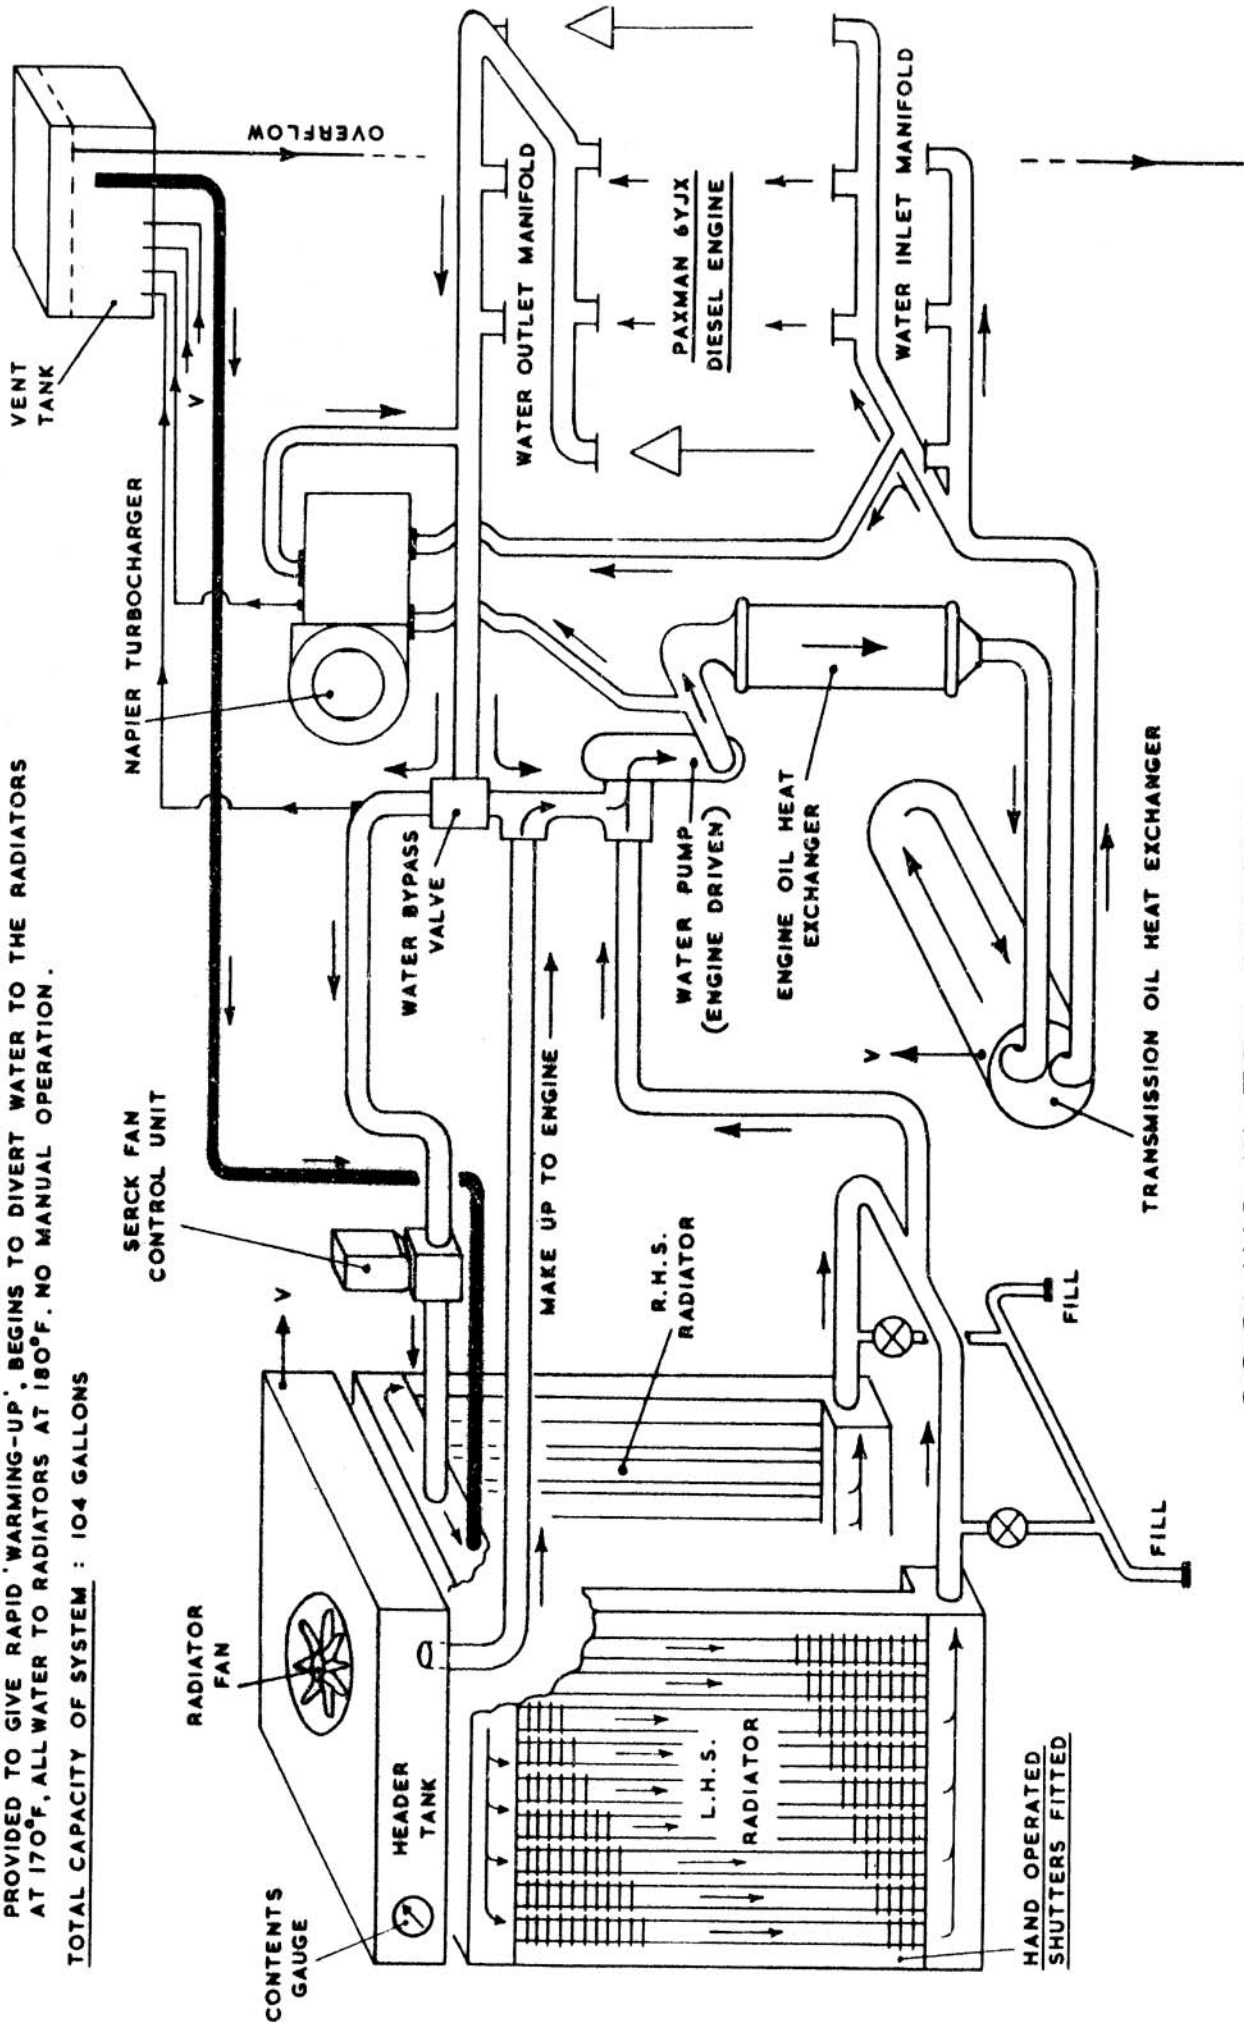 PROVIDED TO GIVE RAPID 'WARMING-UP', BEGINS TO DIVERT WATER TO THE RADIATORS
AT 170°F, ALL WATER TO RADIATORS AT 180°F. NO MANUAL OPERATION.
TOTAL CAPACITY OF SYSTEM : 104 GALLONS
VENT
TANK
OVERFLOW
NAPIER TURBOCHARGER
SERCK FAN
CONTROL UNIT
V
V
RADIATOR
FAN
CONTENTS
GAUGE
HEADER
TANK
WATER BYPASS
VALVE
WATER OUTLET MANIFOLD
MAKE UP TO ENGINE
PAXMAN 6YJX
DIESEL ENGINE
R.H.S.
RADIATOR
WATER PUMP
(ENGINE DRIVEN)
ENGINE OIL HEAT
EXCHANGER
L.H.S.
RADIATOR
WATER INLET MANIFOLD
V
HAND OPERATED
SHUTTERS FITTED
FILL
FILL
TRANSMISSION OIL HEAT EXCHANGER